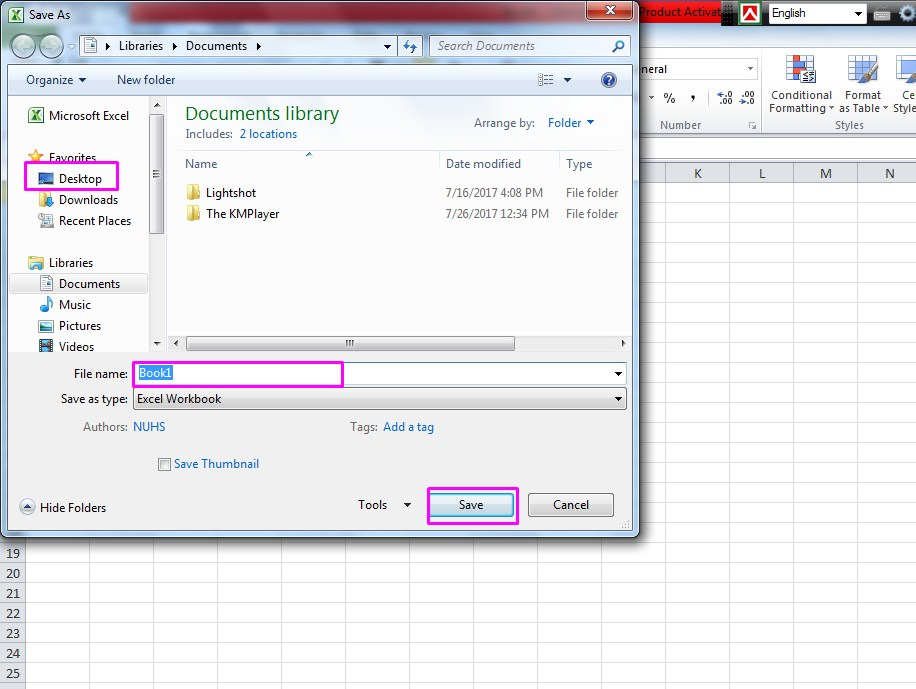 Save As
Product Activat
English
Libraries
Documents
Search Documents
Organize
New folder
neral
%
,
.0 .00
.00 .0
Conditional
Formatting
Format
as Table
Ce
Style
Number
Styles
Microsoft Excel
Favorites
Desktop
Downloads
Recent Places
Libraries
Documents
Music
Pictures
Videos
Documents library
Includes: 2 locations
Arrange by: Folder
Name Date modified Type
Lightshot 7/16/2017 4:08 PM File folder
The KMPlayer 7/26/2017 12:34 PM File folder
File name: Book1
Save as type: Excel Workbook
Authors: NUHS Tags: Add a tag
Save Thumbnail
Hide Folders Tools Save Cancel
K L M N
19
20
21
22
23
24
25